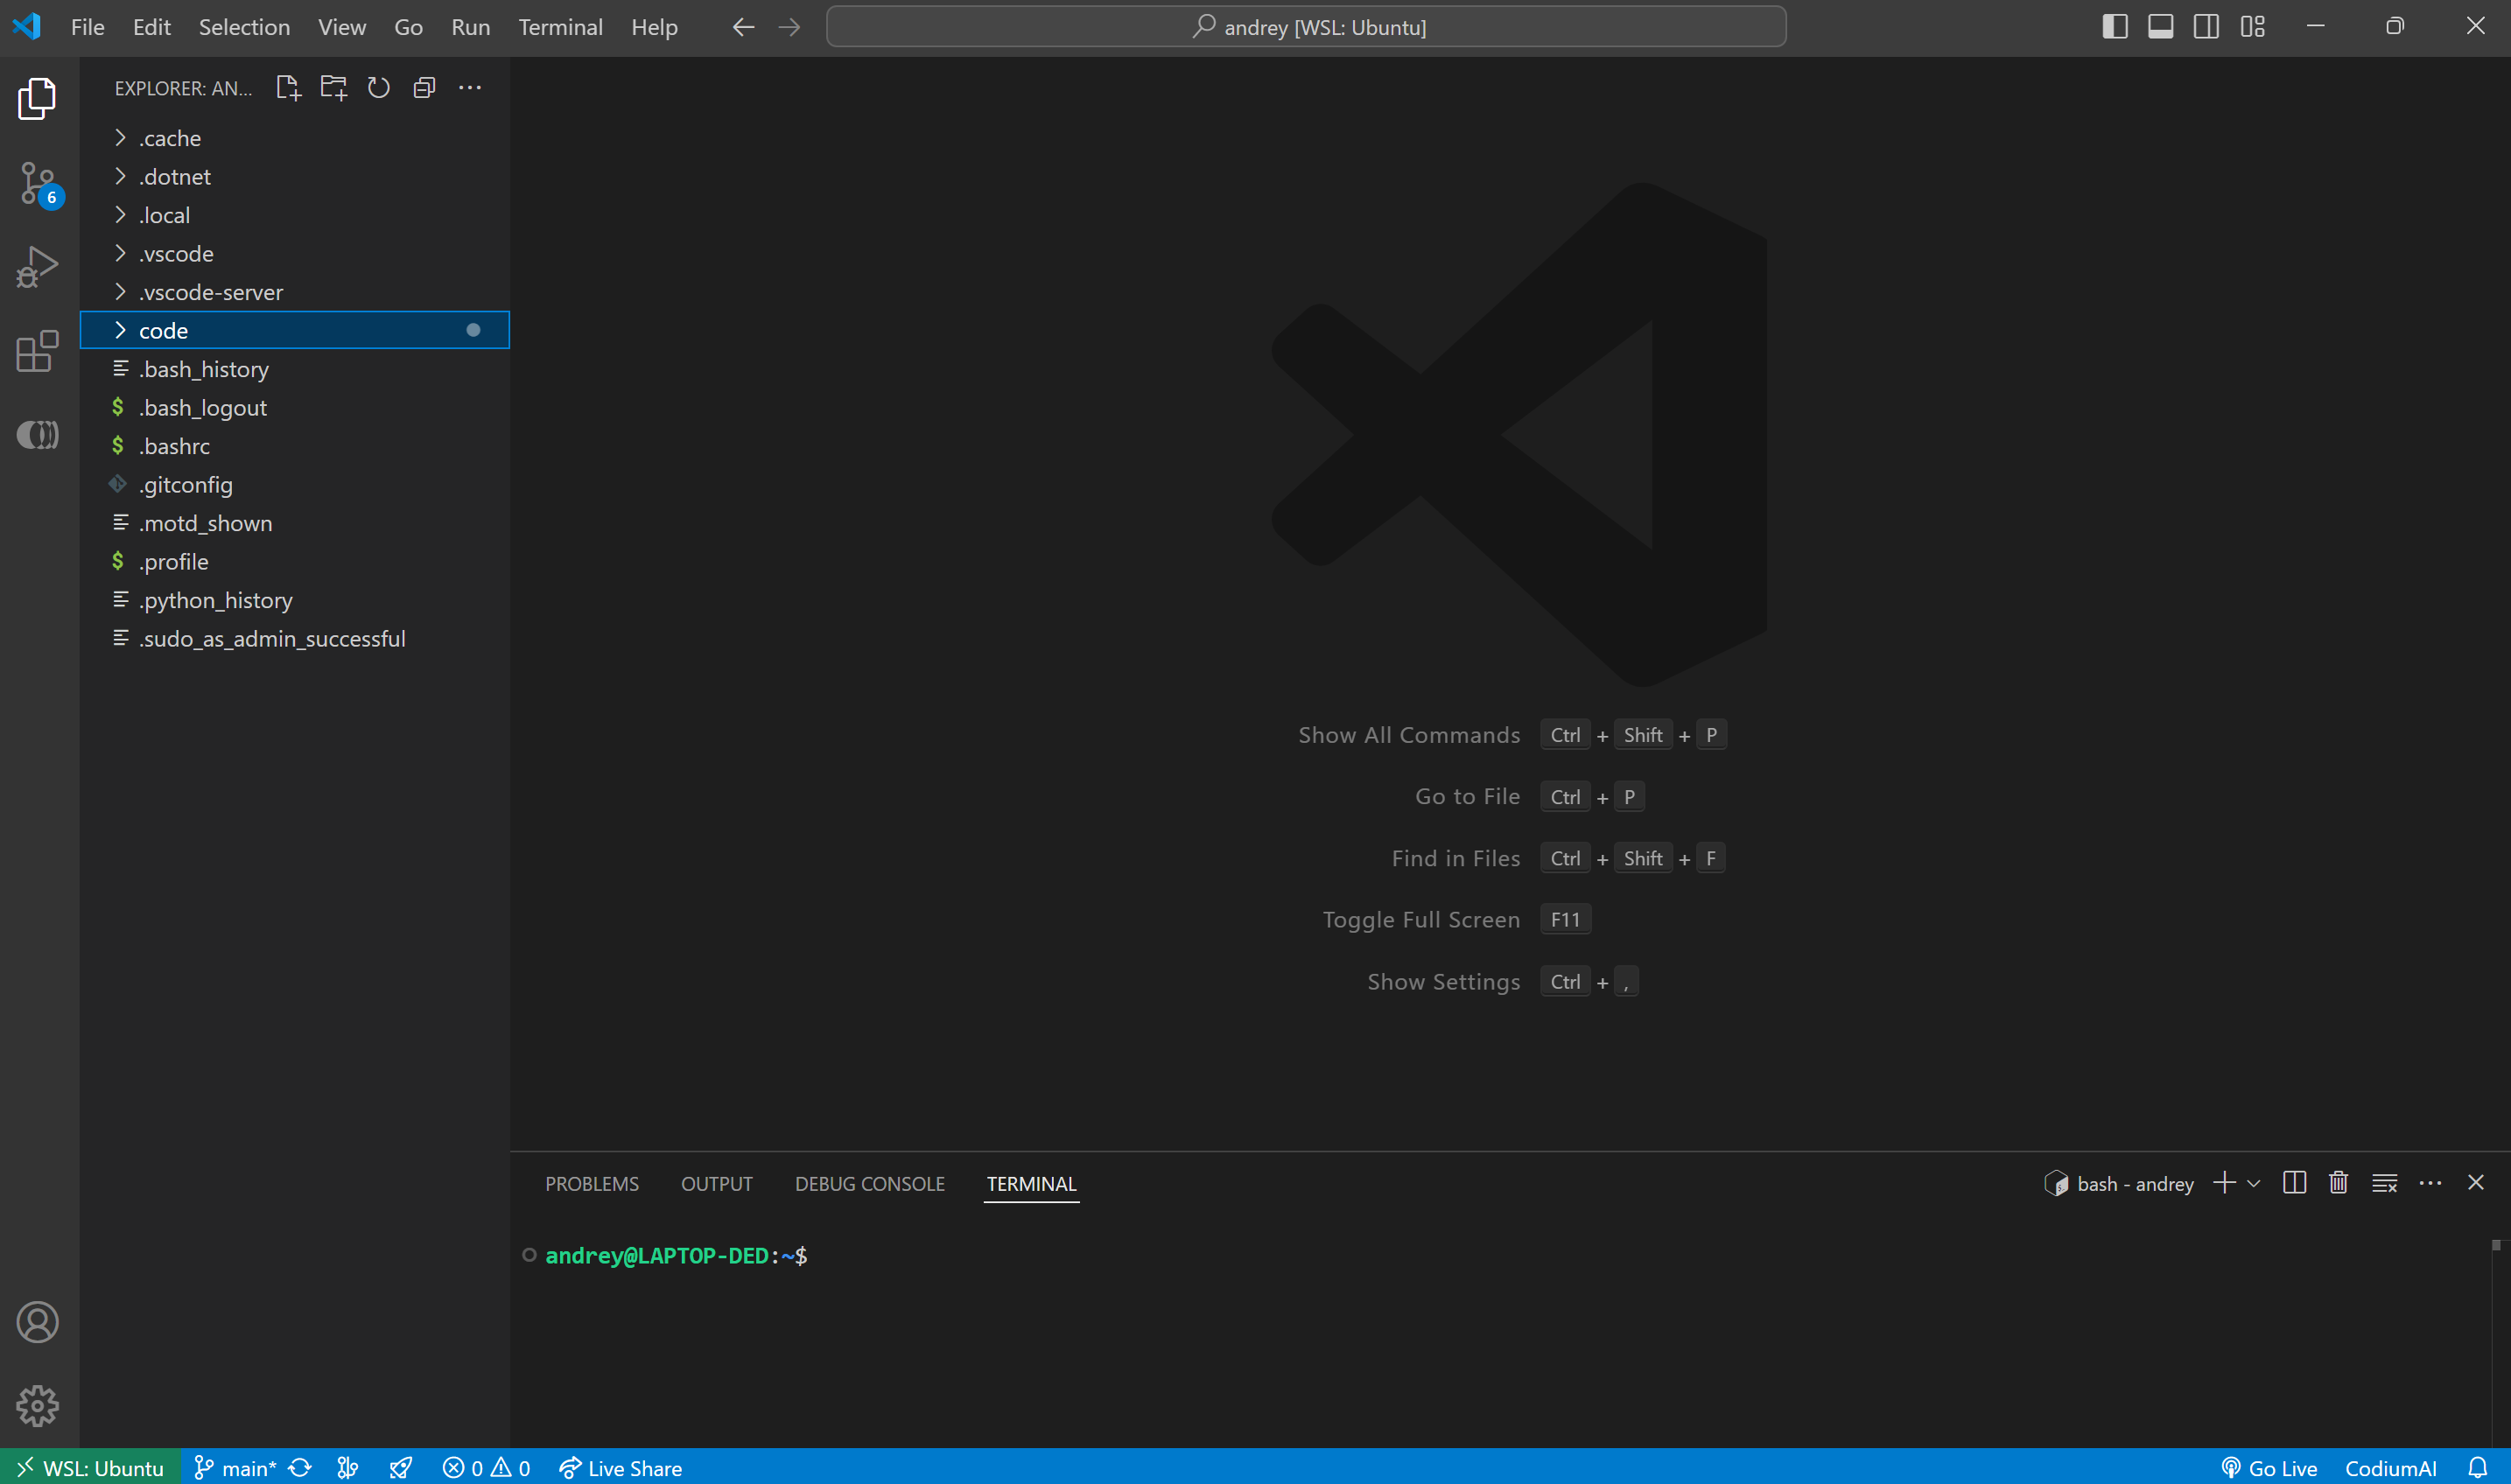 File Edit Selection View Go Run Terminal Help
andrey [WSL: Ubuntu]
EXPLORER: AN...
6
.cache
.dotnet
.local
.vscode
.vscode-server
code
.bash_history
$ .bash_logout
$ .bashrc
.gitconfig
.motd_shown
$ .profile
.python_history
.sudo_as_admin_successful
Show All Commands Ctrl + Shift + P
Go to File Ctrl + P
Find in Files Ctrl + Shift + F
Toggle Full Screen F11
Show Settings Ctrl + ,
PROBLEMS OUTPUT DEBUG CONSOLE TERMINAL
bash - andrey
andrey@LAPTOP-DED:~$
WSL: Ubuntu main* 0 0 Live Share Go Live CodiumAI